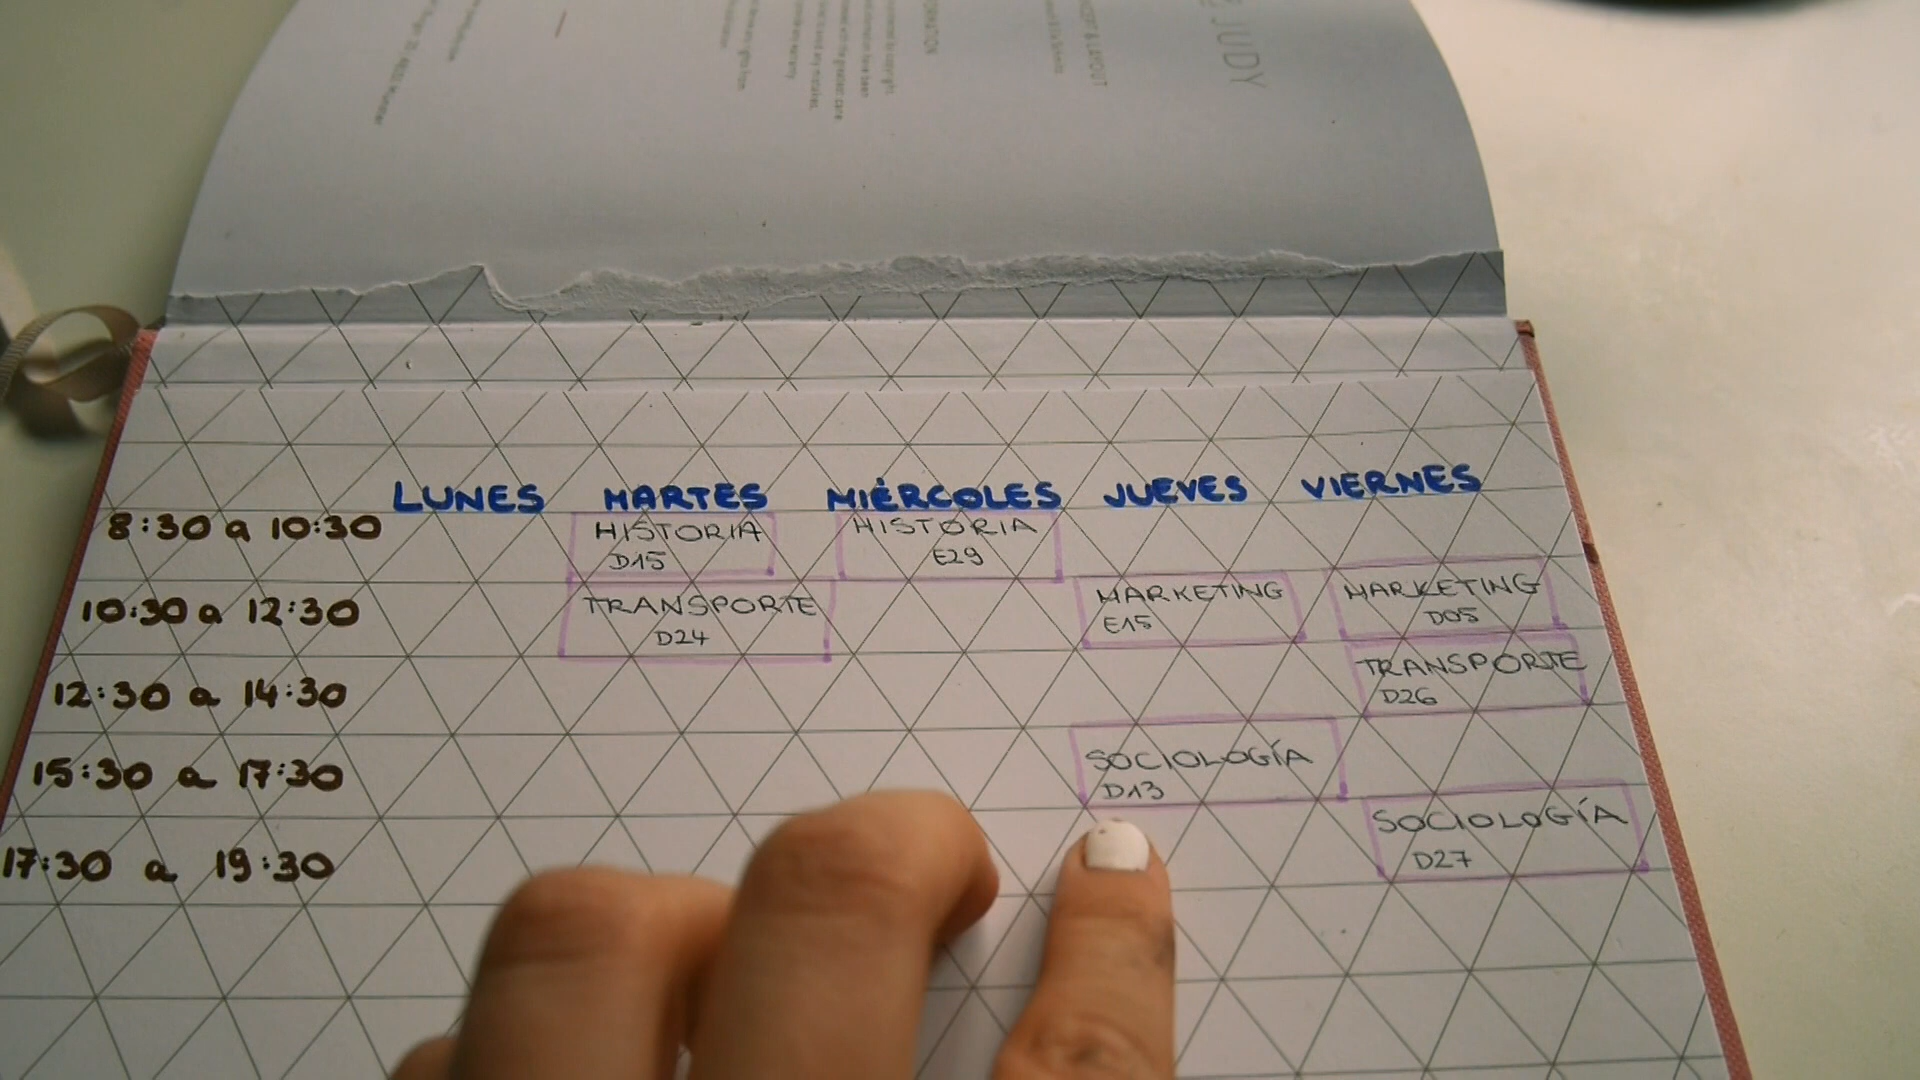 JUDY
LUNES MARTES MIÉRCOLES JUEVES VIERNES
8:30 a 10:30 HISTORIA HISTORIA
D15 E29
10:30 a 12:30 TRANSPORTE MARKETING MARKETING
D24 E15 D05
12:30 a 14:30 TRANSPORTE
D26
15:30 a 17:30 SOCIOLOGÍA
D13
17:30 a 19:30 SOCIOLOGÍA
D27